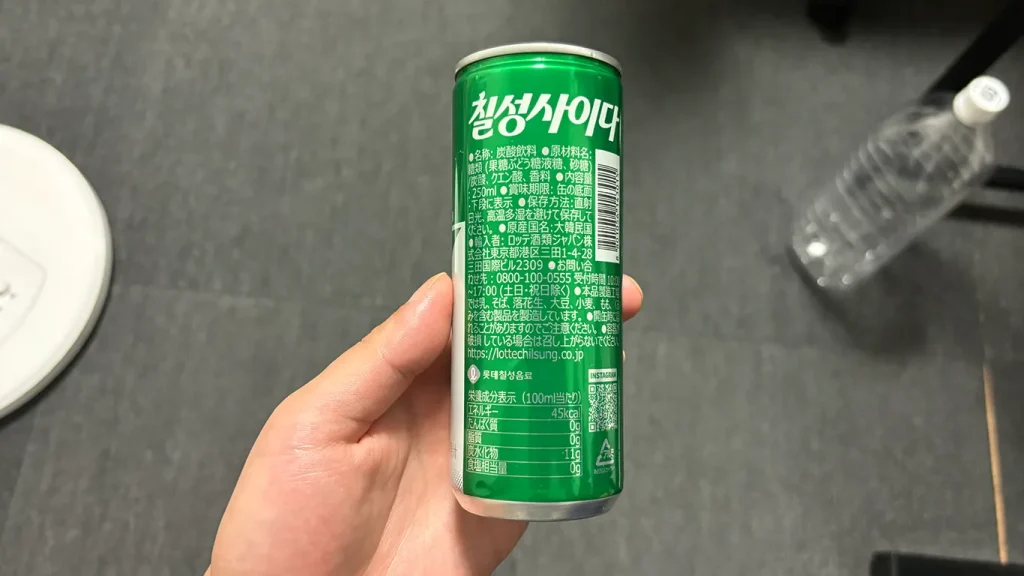 칠성사이다
●名称: 炭酸飲料 ●原材料名:
糖類 (果糖ぶどう糖液糖、砂糖)
/炭酸、クエン酸、香料 ●内容量
: 250ml ●賞味期限: 缶の底面
下段に表示 ●保存方法: 直射
日光、高温多湿を避けて保存して
ください。●原産国名: 大韓民国
●輸入者: ロッテ酒類ジャパン株
式会社東京都港区三田1-4-28
三田国際ビル2309 ●お問い合
わせ先: 0800-100-0555 受付時間
17:00 (土日・祝日除く) ●本品製造工場
では卵、そば、落花生、大豆、小麦、
みを含む製品を製造しています。
れることがありますのでご注意ください。
破損している場合は召し上がらないでください
https://lottechilsung.co.jp
롯데칠성음료
INSTAGRAM
栄養成分表示 (100ml当たり)
エネルギー 45kcal
たんぱく質 0g
脂質 0g
炭水化物 11g
食塩相当量 0g